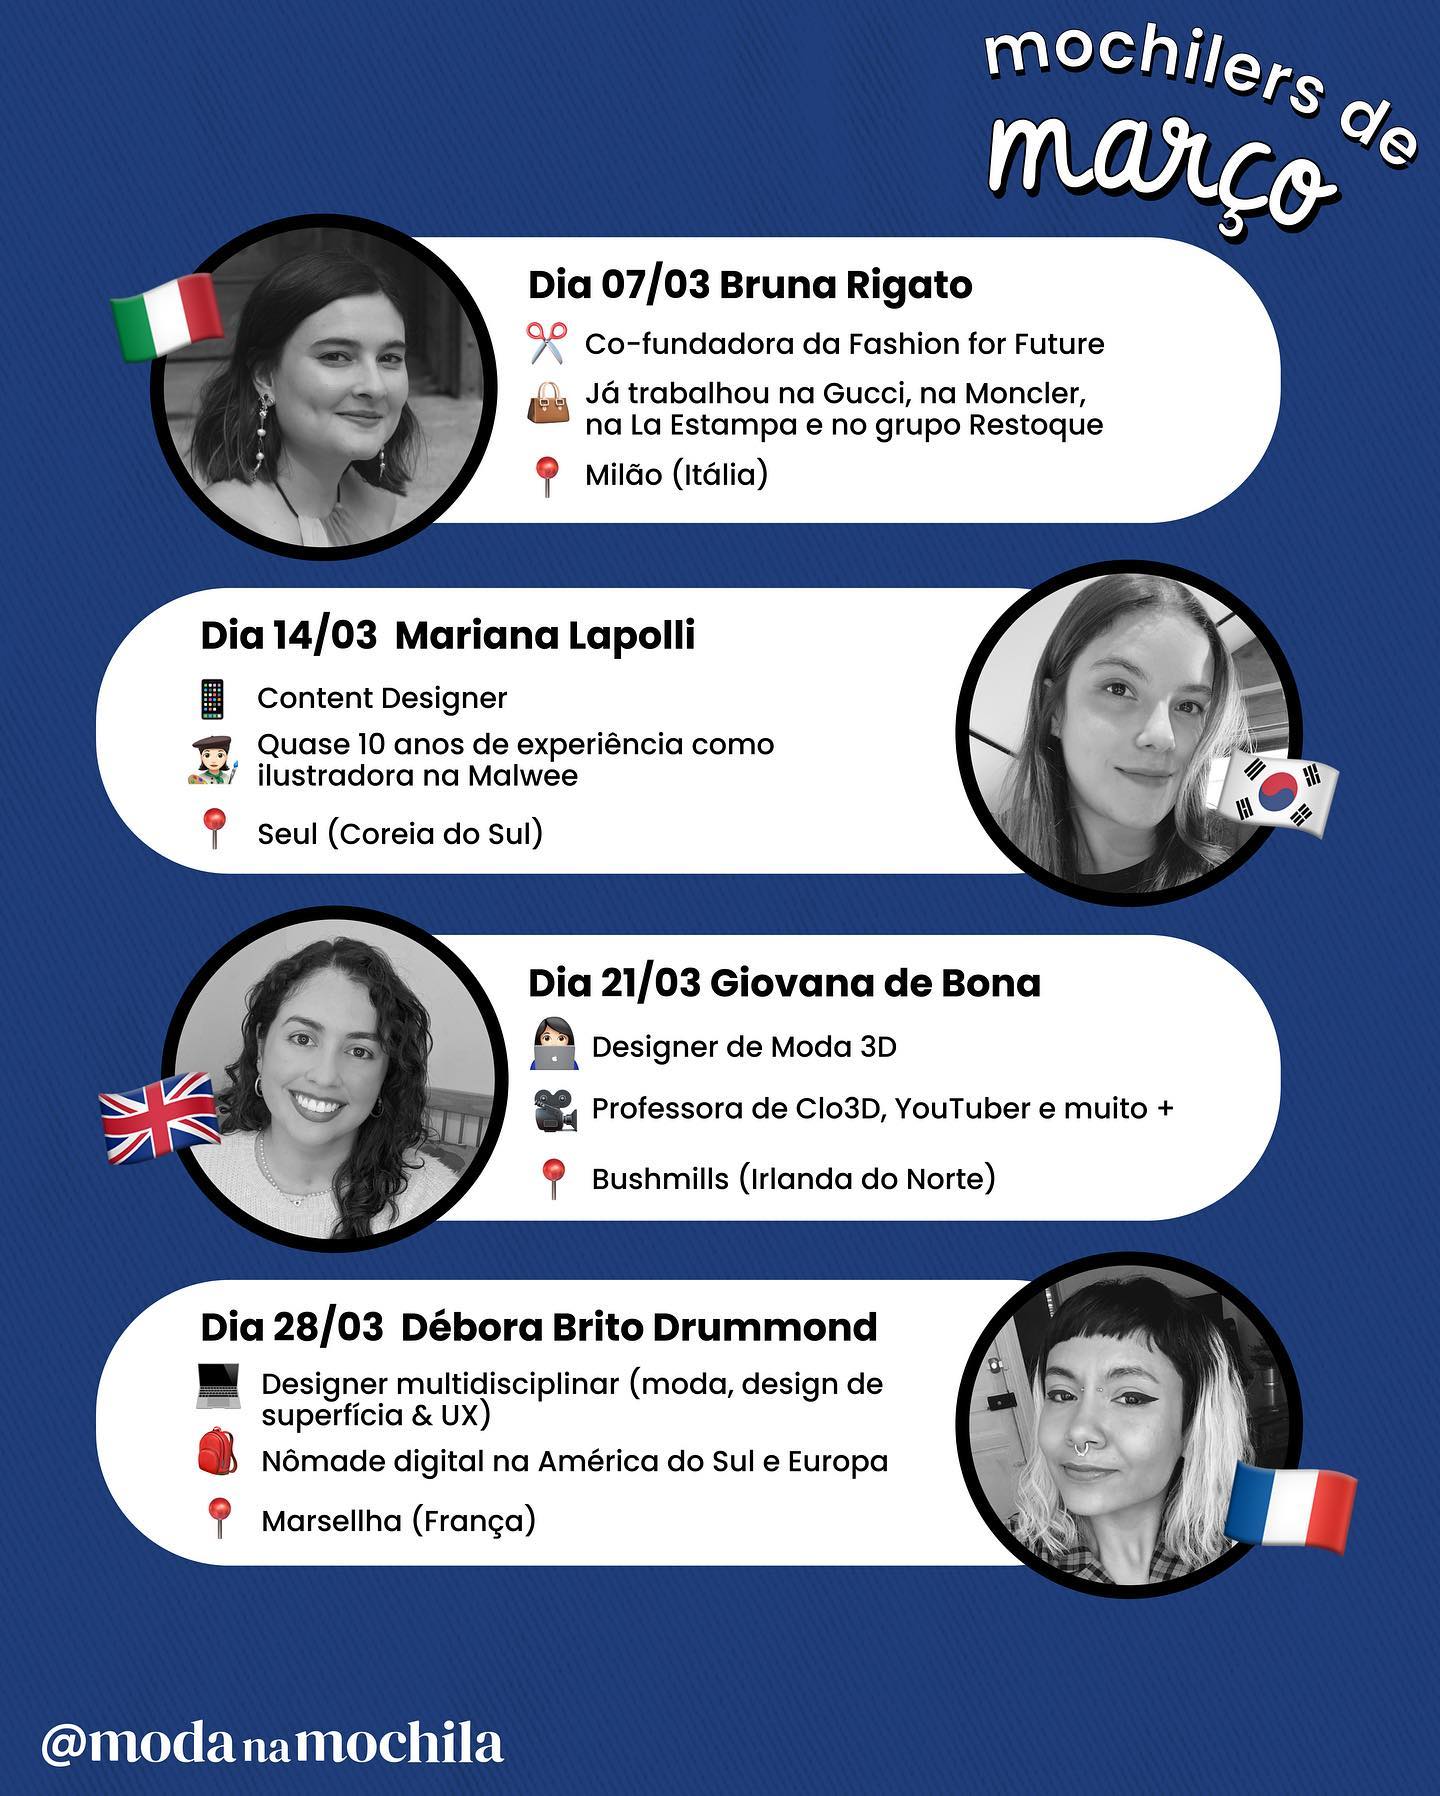 mochilers de
março
Dia 07/03 Bruna Rigato
Co-fundadora da Fashion for Future
Já trabalhou na Gucci, na Moncler,
na La Estampa e no grupo Restoque
Milão (Itália)
Dia 14/03 Mariana Lapolli
Content Designer
Quase 10 anos de experiência como
ilustradora na Malwee
Seul (Coreia do Sul)
Dia 21/03 Giovana de Bona
Designer de Moda 3D
Professora de Clo3D, YouTuber e muito +
Bushmills (Irlanda do Norte)
Dia 28/03 Débora Brito Drummond
Designer multidisciplinar (moda, design de
superfície & UX)
Nômade digital na América do Sul e Europa
Marsellha (França)
@moda na mochila